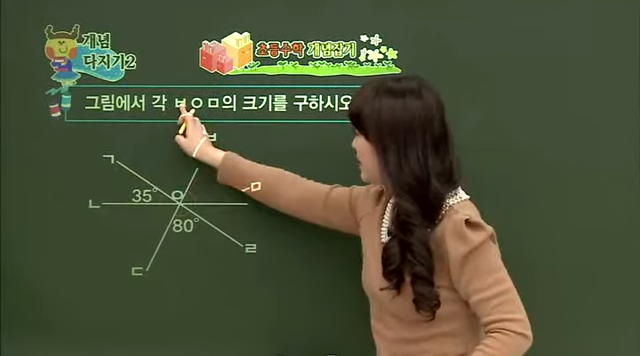 개념
다지기2
초등수학 개념잡기
그림에서 각 ㅂㅇㅁ의 크기를 구하시오
ㅂ
ㄱ
ㅁ
35°
ㅇ
ㄴ
80°
ㄹ
ㄷ